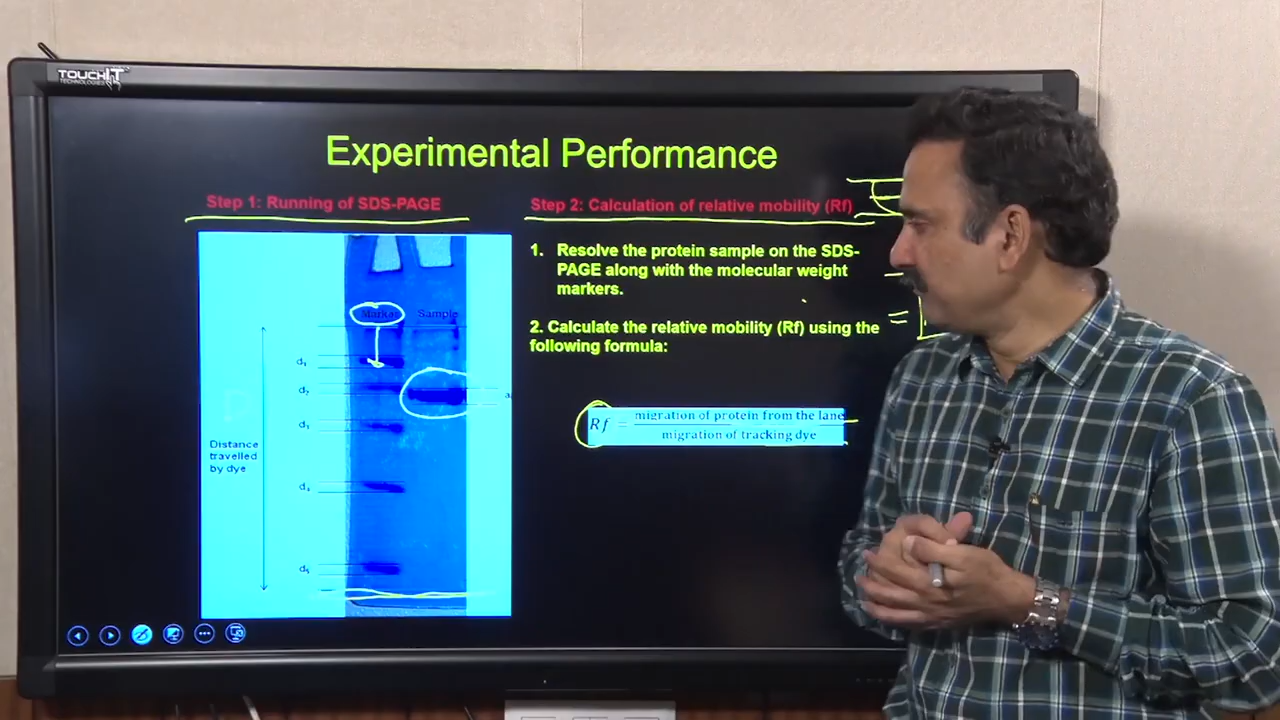 TOUCHIT
TECHNOLOGIES
Experimental Performance
Step 1: Running of SDS-PAGE
Step 2: Calculation of relative mobility (Rf)
Marker
Sample
d₁
d₂
d₃
d₄
d₅
Distance
travelled
by dye
1. Resolve the protein sample on the SDS-
PAGE along with the molecular weight
markers.
2. Calculate the relative mobility (Rf) using the
following formula:
Rf = migration of protein from the lane
migration of tracking dye